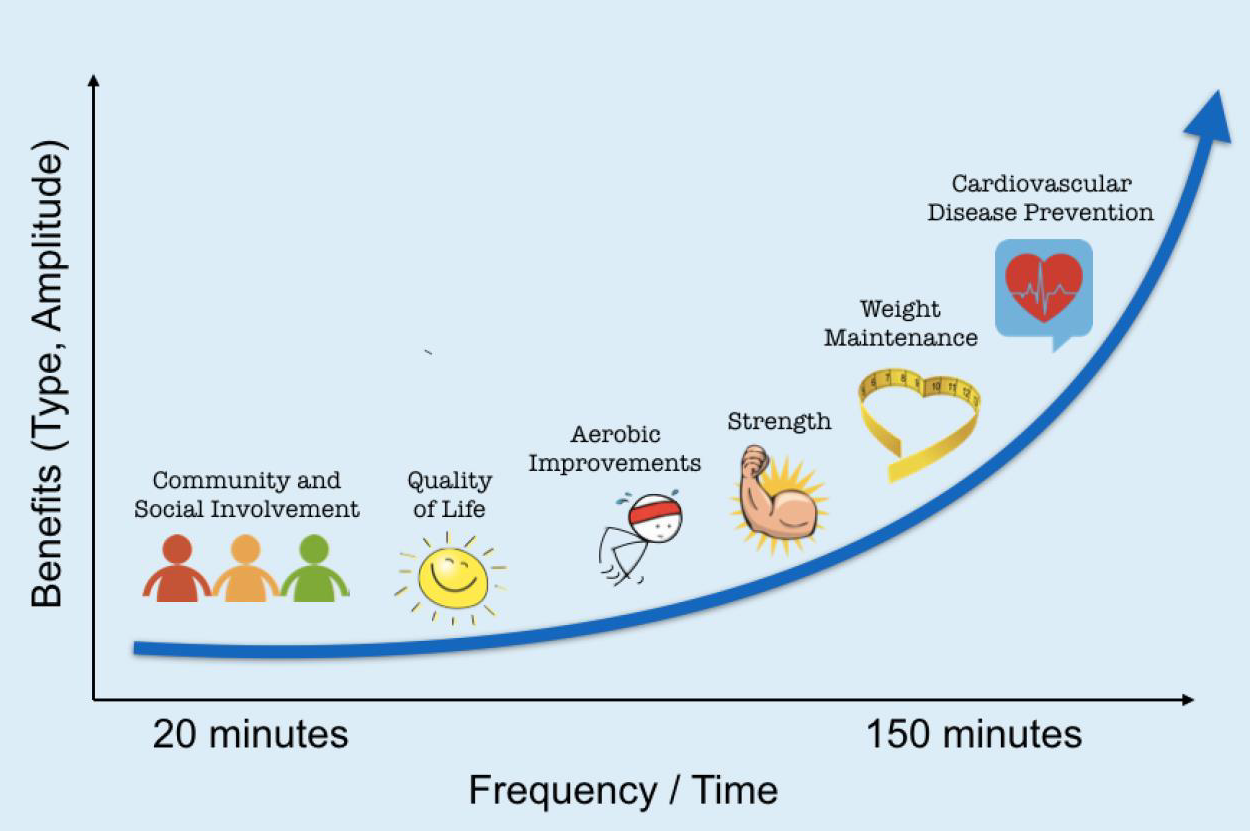 Benefits (Type, Amplitude)
Cardiovascular
Disease Prevention
Weight
Maintenance
Strength
Aerobic
Improvements
Quality
of Life
Community and
Social Involvement
20 minutes
150 minutes
Frequency / Time